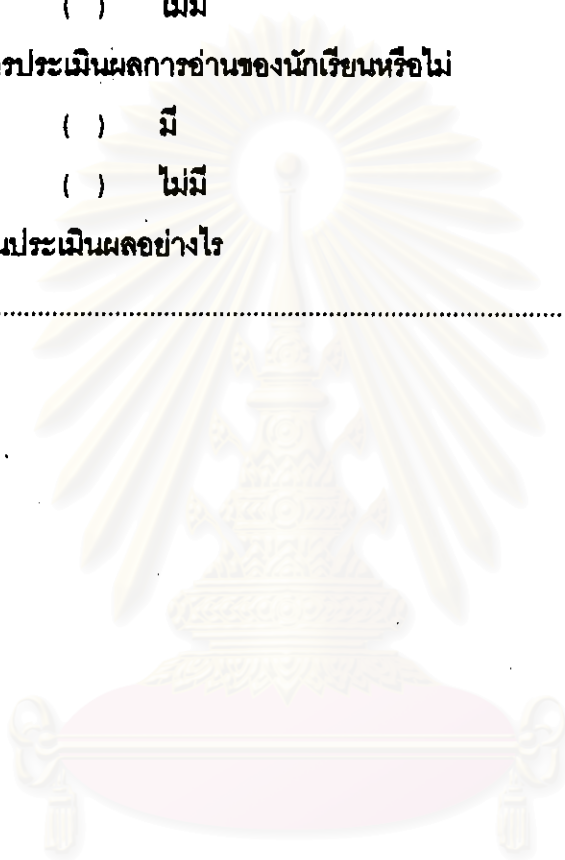 ( ) ไม่มี
รประเมินผลการอ่านของนักเรียนหรือไม่
( ) มี
( ) ไม่มี
นประเมินผลอย่างไร